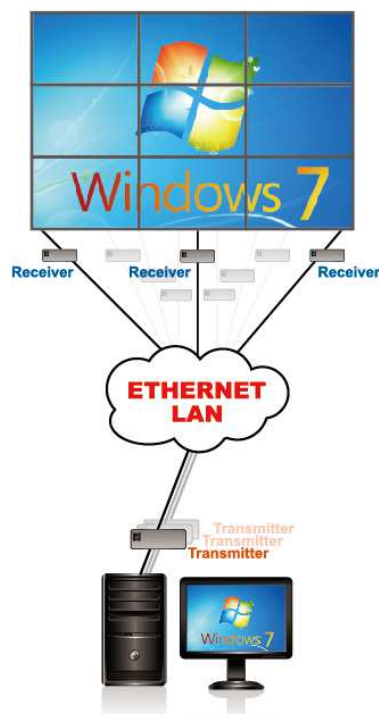 Windows 7
Receiver
Receiver
Receiver
ETHERNET
LAN
Transmitter
Transmitter
Transmitter
Windows 7